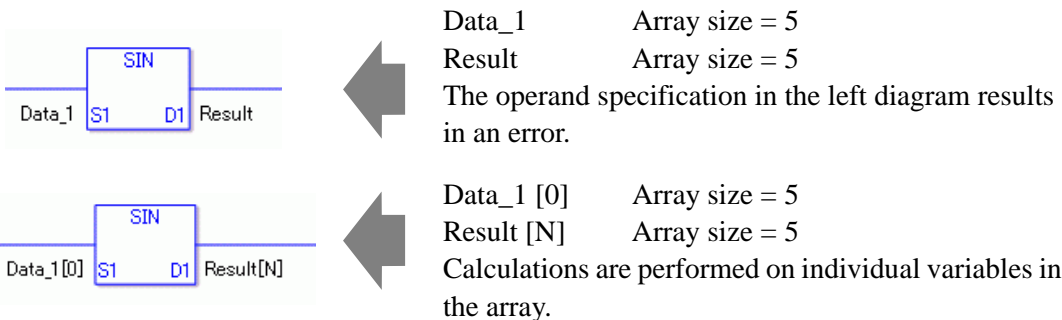 SIN
Data_1 S1 D1 Result
Data_1 Array size = 5
Result Array size = 5
The operand specification in the left diagram results
in an error.
SIN
Data_1[0] S1 D1 Result[N]
Data_1 [0] Array size = 5
Result [N] Array size = 5
Calculations are performed on individual variables in
the array.